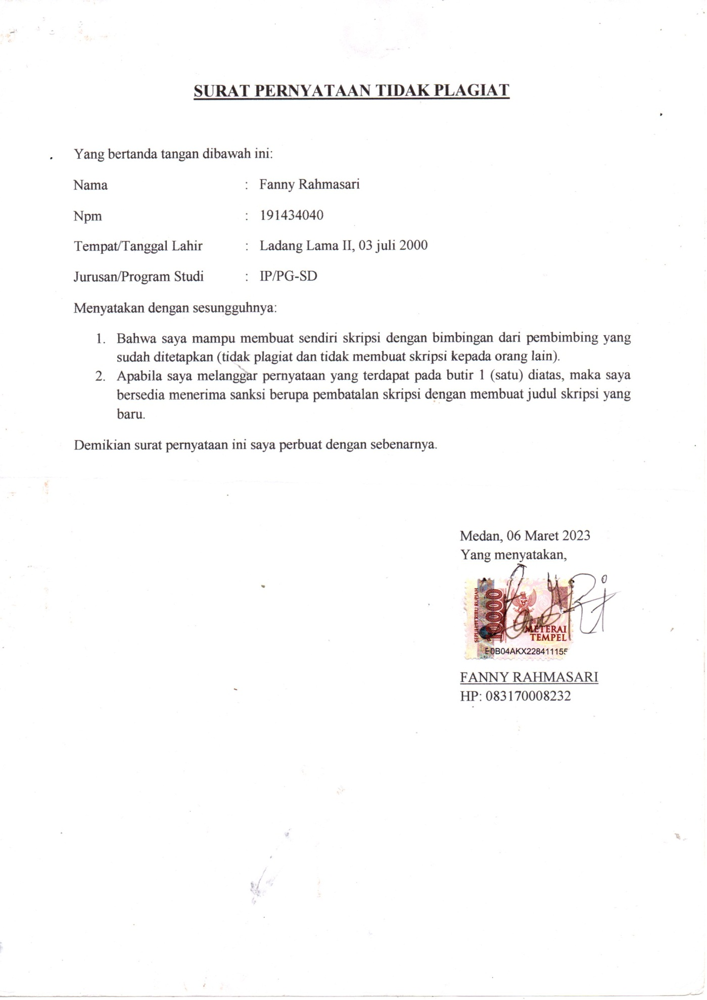 SURAT PERNYATAAN TIDAK PLAGIAT
Yang bertanda tangan dibawah ini:
Nama : Fanny Rahmasari
Npm : 191434040
Tempat/Tanggal Lahir : Ladang Lama II, 03 juli 2000
Jurusan/Program Studi : IP/PG-SD
Menyatakan dengan sesungguhnya:
1. Bahwa saya mampu membuat sendiri skripsi dengan bimbingan dari pembimbing yang
sudah ditetapkan (tidak plagiat dan tidak membuat skripsi kepada orang lain).
2. Apabila saya melanggar pernyataan yang terdapat pada butir 1 (satu) diatas, maka saya
bersedia menerima sanksi berupa pembatalan skripsi dengan membuat judul skripsi yang
baru.
Demikian surat pernyataan ini saya perbuat dengan sebenarnya.
Medan, 06 Maret 2023
Yang menyatakan,
SEPULUH RIBU RUPIAH
10000
METERAI
TEMPEL
E0B04AKX228411155
FANNY RAHMASARI
HP: 083170008232